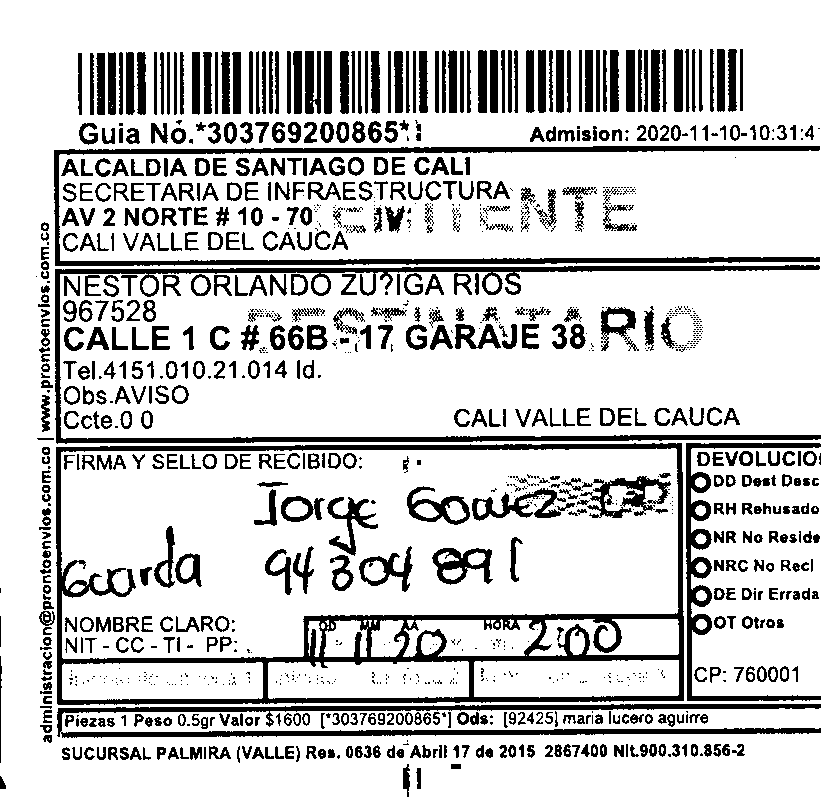 Guia No.*303769200865*
Admision: 2020-11-10-10:31:4
ALCALDIA DE SANTIAGO DE CALI
SECRETARIA DE INFRAESTRUCTURA
AV 2 NORTE # 10 - 70
CALI VALLE DEL CAUCA
NESTOR ORLANDO ZU?IGA RIOS
967528
DESTINATARIO
CALLE 1 C # 66B - 17 GARAJE 38
Tel.4151.010.21.014 Id.
Obs.AVISO
Ccte.0 0
CALI VALLE DEL CAUCA
administracion@prontoenvios.com.co | www.prontoenvios.com.co
FIRMA Y SELLO DE RECIBIDO:
Jorge Gomez
Guarda 94304891
NOMBRE CLARO:
NIT - CC - TI - PP:
DD MM AA HORA
11 11 20 2:00
DEVOLUCIO
DD Dest Desc
RH Rehusado
NR No Reside
NRC No Recl
DE Dir Errada
OT Otros
CP: 760001
Piezas 1 Peso 0.5gr Valor $1600 [*303769200865*] Ods: [92425] maria lucero aguirre
SUCURSAL PALMIRA (VALLE) Res. 0636 de Abril 17 de 2015 2867400 Nit.900.310.856-2